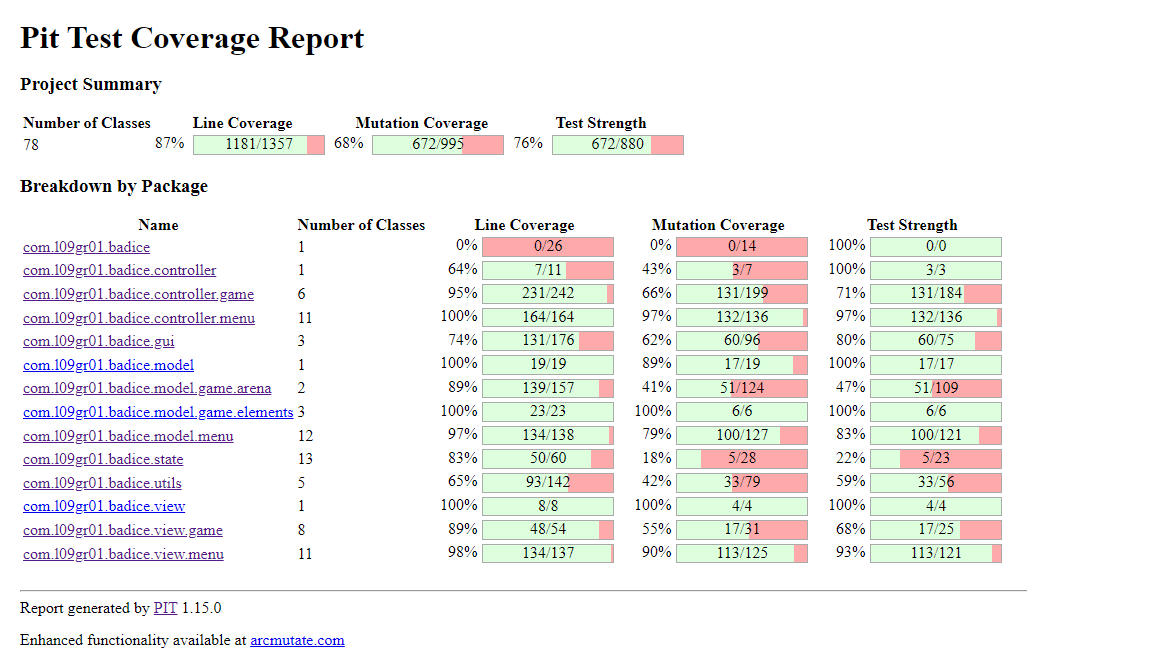 Pit Test Coverage Report
Project Summary
Number of Classes Line Coverage Mutation Coverage Test Strength
78 87% 1181/1357 68% 672/995 76% 672/880
Breakdown by Package
Name Number of Classes Line Coverage Mutation Coverage Test Strength
com.l09gr01.badice 1 0% 0/26 0% 0/14 100% 0/0
com.l09gr01.badice.controller 1 64% 7/11 43% 3/7 100% 3/3
com.l09gr01.badice.controller.game 6 95% 231/242 66% 131/199 71% 131/184
com.l09gr01.badice.controller.menu 11 100% 164/164 97% 132/136 97% 132/136
com.l09gr01.badice.gui 3 74% 131/176 62% 60/96 80% 60/75
com.l09gr01.badice.model 1 100% 19/19 89% 17/19 100% 17/17
com.l09gr01.badice.model.game.arena 2 89% 139/157 41% 51/124 47% 51/109
com.l09gr01.badice.model.game.elements 3 100% 23/23 100% 6/6 100% 6/6
com.l09gr01.badice.model.menu 12 97% 134/138 79% 100/127 83% 100/121
com.l09gr01.badice.state 13 83% 50/60 18% 5/28 22% 5/23
com.l09gr01.badice.utils 5 65% 93/142 42% 33/79 59% 33/56
com.l09gr01.badice.view 1 100% 8/8 100% 4/4 100% 4/4
com.l09gr01.badice.view.game 8 89% 48/54 55% 17/31 68% 17/25
com.l09gr01.badice.view.menu 11 98% 134/137 90% 113/125 93% 113/121
Report generated by PIT 1.15.0
Enhanced functionality available at arcmutate.com